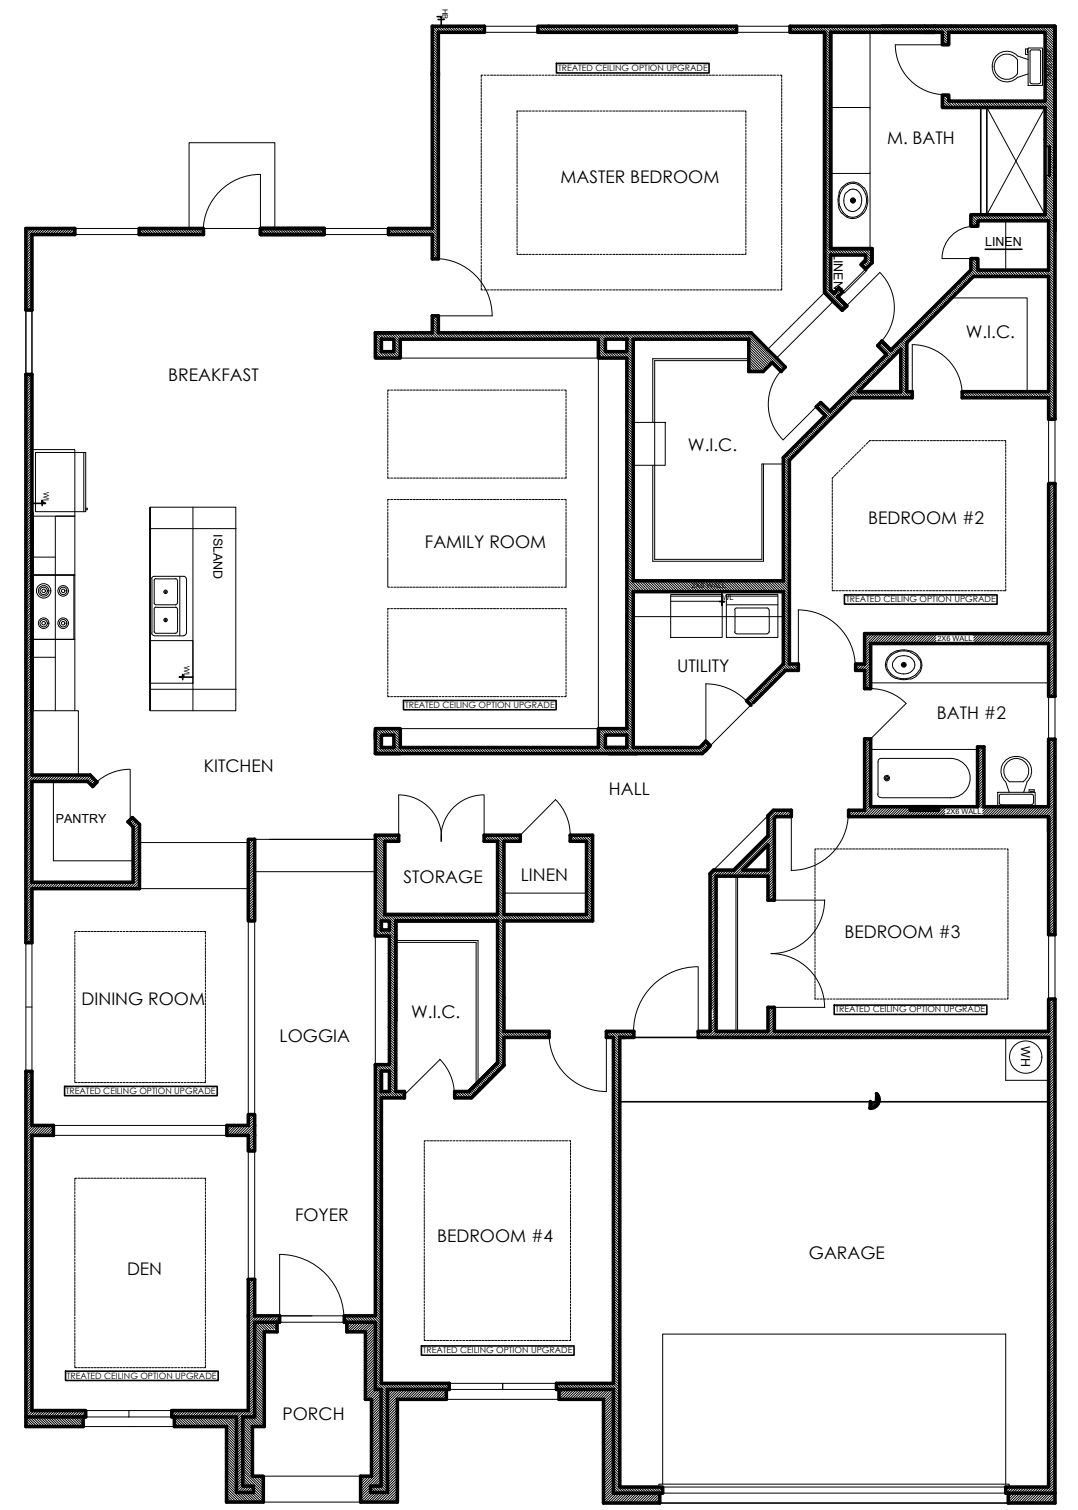 HB
TREATED CEILING OPTION UPGRADE
MASTER BEDROOM
M. BATH
LINEN
W.I.C.
BREAKFAST
W.I.C.
BEDROOM #2
TREATED CEILING OPTION UPGRADE
FAMILY ROOM
ISLAND
TREATED CEILING OPTION UPGRADE
2X6 WALL
UTILITY
2X6 WALL
BATH #2
2X6 WALL
KITCHEN
HALL
PANTRY
STORAGE
LINEN
BEDROOM #3
TREATED CEILING OPTION UPGRADE
DINING ROOM
TREATED CEILING OPTION UPGRADE
W.I.C.
LOGGIA
WH
FOYER
BEDROOM #4
TREATED CEILING OPTION UPGRADE
GARAGE
DEN
TREATED CEILING OPTION UPGRADE
PORCH